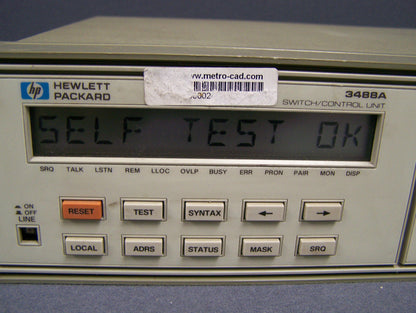 www.metro-cad.com
hp HEWLETT
PACKARD
3488A
SWITCH/CONTROL UNIT
SELF TEST OK
SRQ TALK LSTN REM LLOC OVLP BUSY ERR PRON PAIR MON DISP
ON
OFF
LINE
RESET TEST SYNTAX ← →
LOCAL ADRS STATUS MASK SRQ